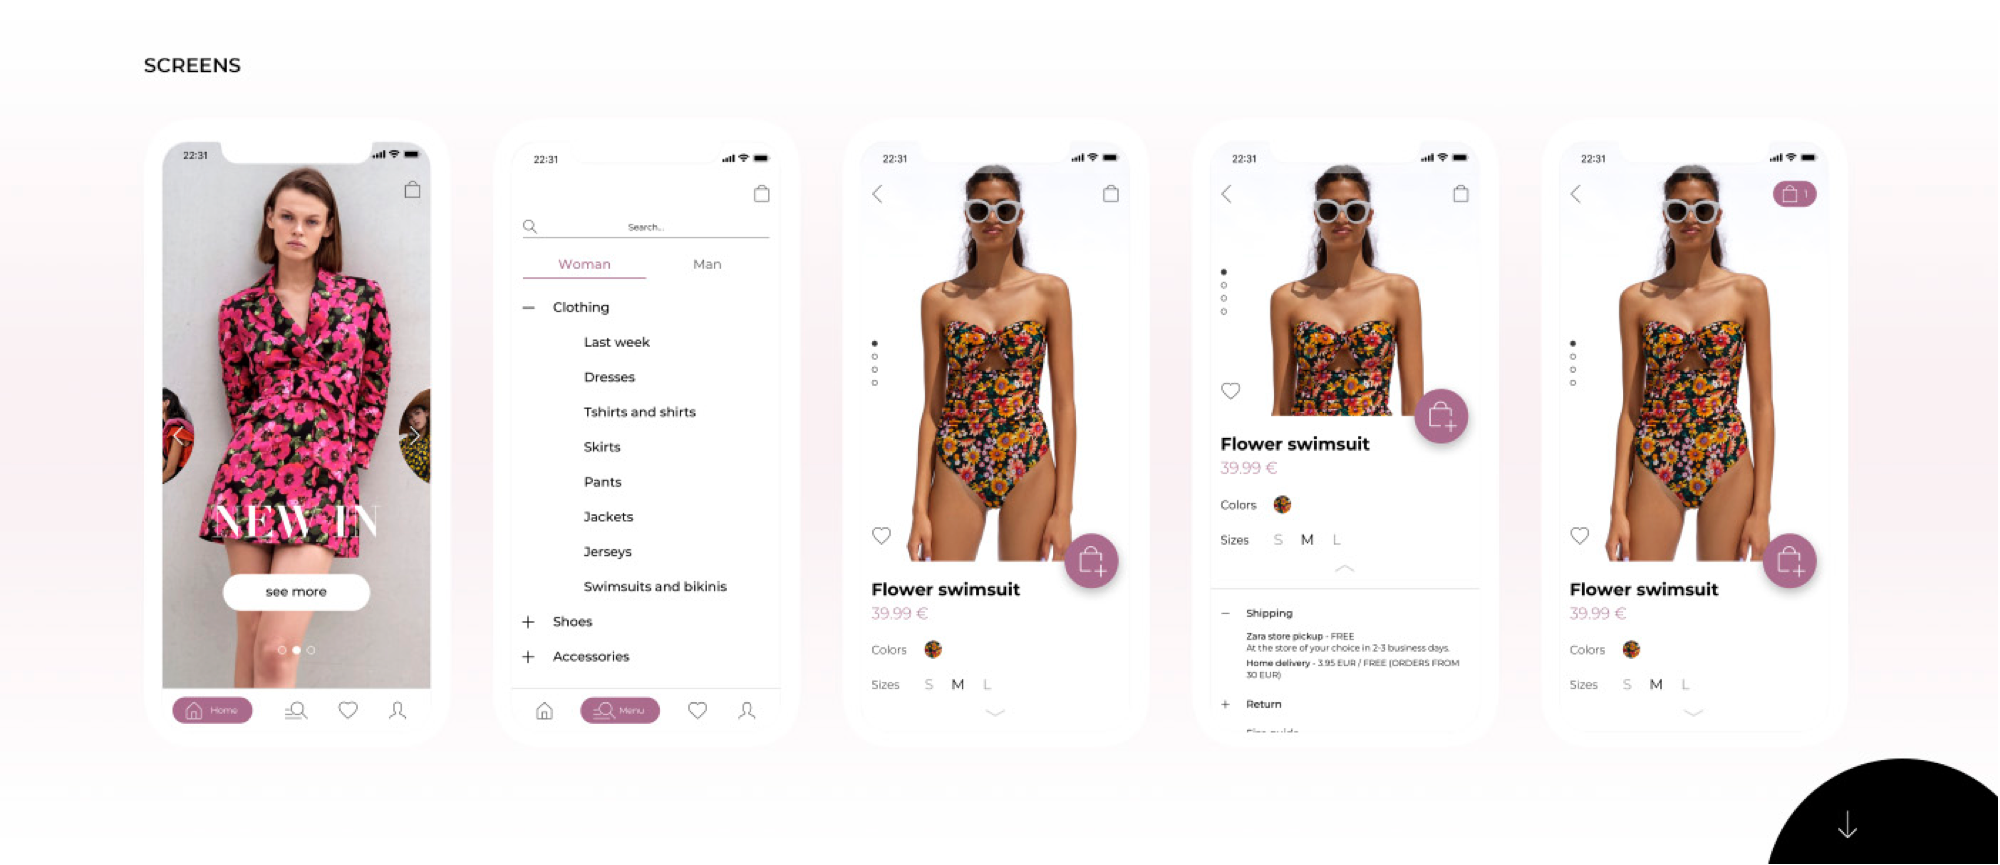 SCREENS
22:31
NEW IN
see more
Home
22:31
Search...
Woman
Man
Clothing
Last week
Dresses
Tshirts and shirts
Skirts
Pants
Jackets
Jerseys
Swimsuits and bikinis
Shoes
Accessories
Menu
22:31
Flower swimsuit
39.99 €
Colors
Sizes S M L
22:31
Flower swimsuit
39.99 €
Colors
Sizes S M L
Shipping
Zara store pickup - FREE
At the store of your choice in 2-3 business days.
Home delivery - 3.95 EUR / FREE (ORDERS FROM
30 EUR)
Return
22:31
1
Flower swimsuit
39.99 €
Colors
Sizes S M L